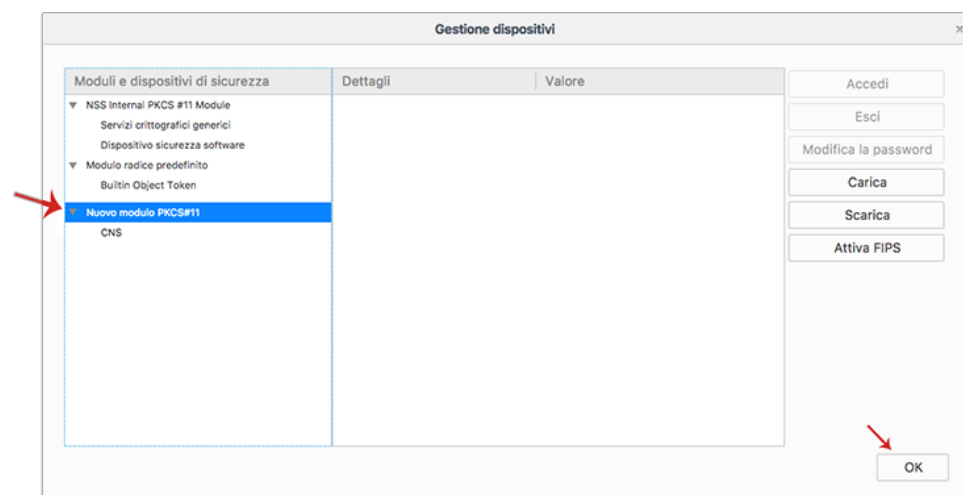 Gestione dispositivi
Moduli e dispositivi di sicurezza
Dettagli
Valore
NSS Internal PKCS #11 Module
Servizi crittografici generici
Dispositivo sicurezza software
Modulo radice predefinito
Builtin Object Token
Nuovo modulo PKCS#11
CNS
Accedi
Esci
Modifica la password
Carica
Scarica
Attiva FIPS
OK